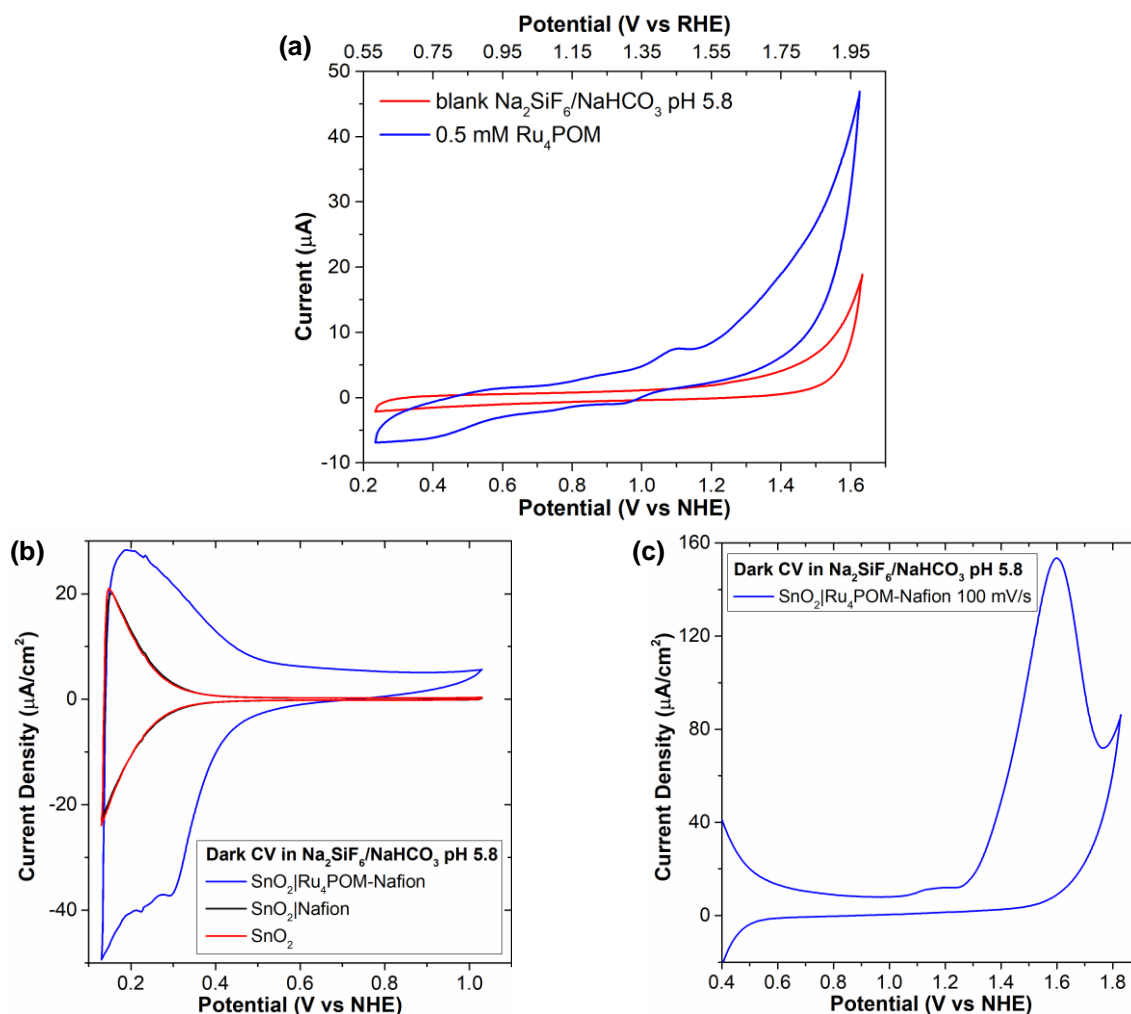 Potential (V vs RHE)
(a)
0.55 0.75 0.95 1.15 1.35 1.55 1.75 1.95
50
40
30
20
10
0
-10
Current (μA)
blank Na₂SiF₆/NaHCO₃ pH 5.8
0.5 mM Ru₄POM
0.2 0.4 0.6 0.8 1.0 1.2 1.4 1.6
Potential (V vs NHE)
(b)
20
0
-20
-40
Current Density (μA/cm²)
Dark CV in Na₂SiF₆/NaHCO₃ pH 5.8
SnO₂|Ru₄POM-Nafion
SnO₂|Nafion
SnO₂
0.2 0.4 0.6 0.8 1.0
Potential (V vs NHE)
(c)
160
120
80
40
0
Current Density (μA/cm²)
Dark CV in Na₂SiF₆/NaHCO₃ pH 5.8
SnO₂|Ru₄POM-Nafion 100 mV/s
0.4 0.6 0.8 1.0 1.2 1.4 1.6 1.8
Potential (V vs NHE)